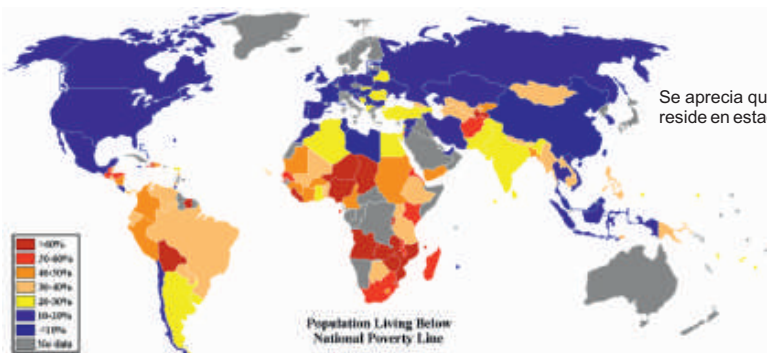 Se aprecia qu
reside en esta
>60%
50-60%
40-50%
30-40%
20-30%
10-20%
<10%
No data
Population Living Below
National Poverty Line